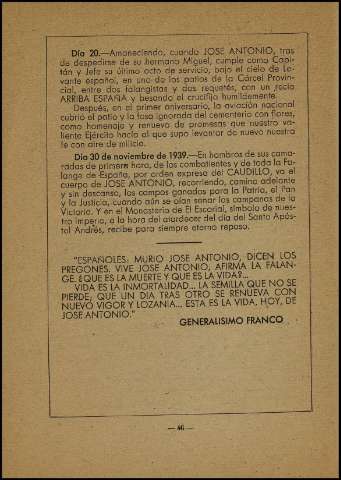 Día 20.—Amaneciendo, cuando JOSE ANTONIO, tras
de despedirse de su hermano Miguel, cumple como Capi-
tán y Jefe su último acto de servicio, bajo el cielo de Le-
vante español, en uno de los patios de la Cárcel Provin-
cial, entre dos falangistas y dos requetés, con un recio
ARRIBA ESPAÑA y besando el crucifijo humildemente.
Después, en el primer aniversario, la aviación nacional
cubrió el patio y la fosa ignorada del cementerio con flores,
como homenaje y renuevo de promesas que nuestro va-
liente Ejército hacía al que supo levantar de nuevo nuestra
fe con aire de milicia.
Día 30 de noviembre de 1939.—En hombros de sus cama-
radas de primera hora, de los combatientes y de toda la Fa-
lange de España, por orden expresa del CAUDILLO, va el
cuerpo de JOSE ANTONIO, recorriendo, camino adelante
y sin descanso, los campos ganados para la Patria, el Pan
y la Justicia, cuando aún se oían sonar las campanas de la
Victoria. Y en el Monasterio de El Escorial, símbolo de nues-
tro Imperio, a la hora del atardecer del día del Santo Após-
tol Andrés, recibe para siempre eterno reposo.
"ESPAÑOLES: MURIO JOSE ANTONIO, DICEN LOS
PREGONES. VIVE JOSE ANTONIO, AFIRMA LA FALAN-
GE. ¿QUE ES LA MUERTE Y QUE ES LA VIDA?...
VIDA ES LA INMORTALIDAD... LA SEMILLA QUE NO SE
PIERDE, QUE UN DIA TRAS OTRO SE RENUEVA CON
NUEVO VIGOR Y LOZANIA... ESTA ES LA VIDA, HOY, DE
JOSE ANTONIO."
GENERALISIMO FRANCO